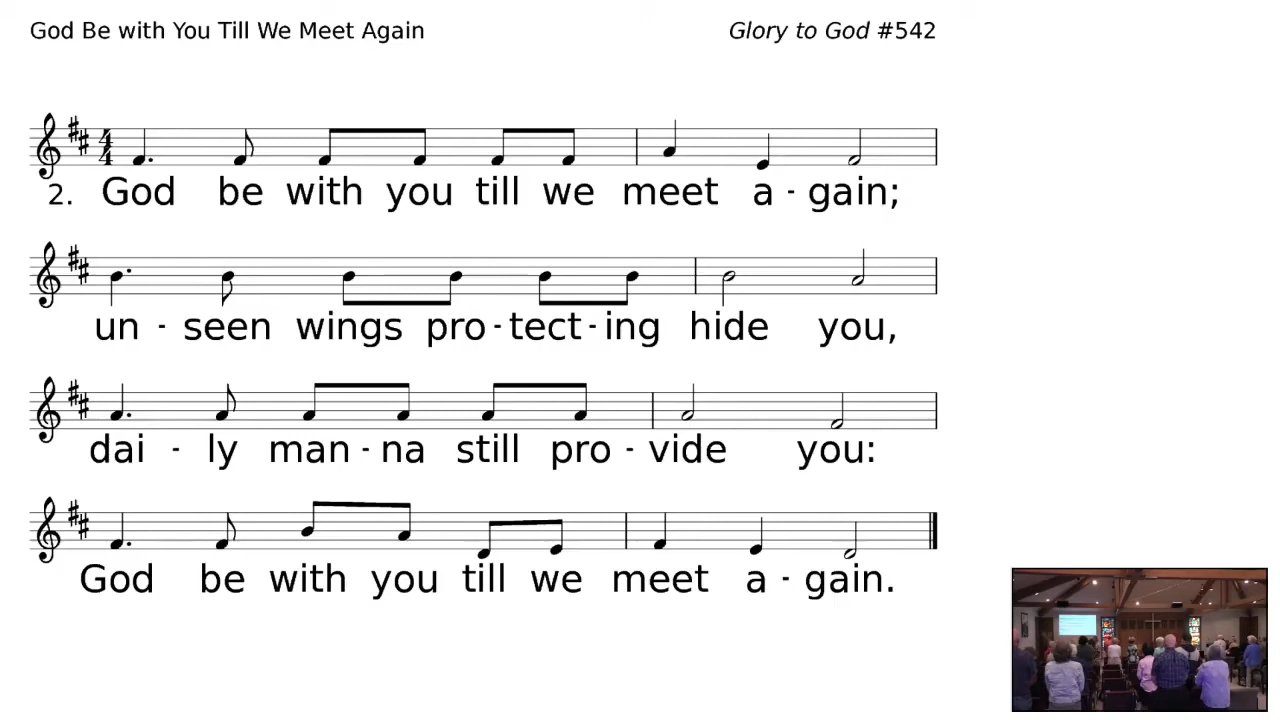 God Be with You Till We Meet Again
Glory to God #542
2. God be with you till we meet a - gain;
un - seen wings pro - tect - ing hide you,
dai - ly man - na still pro - vide you:
God be with you till we meet a - gain.